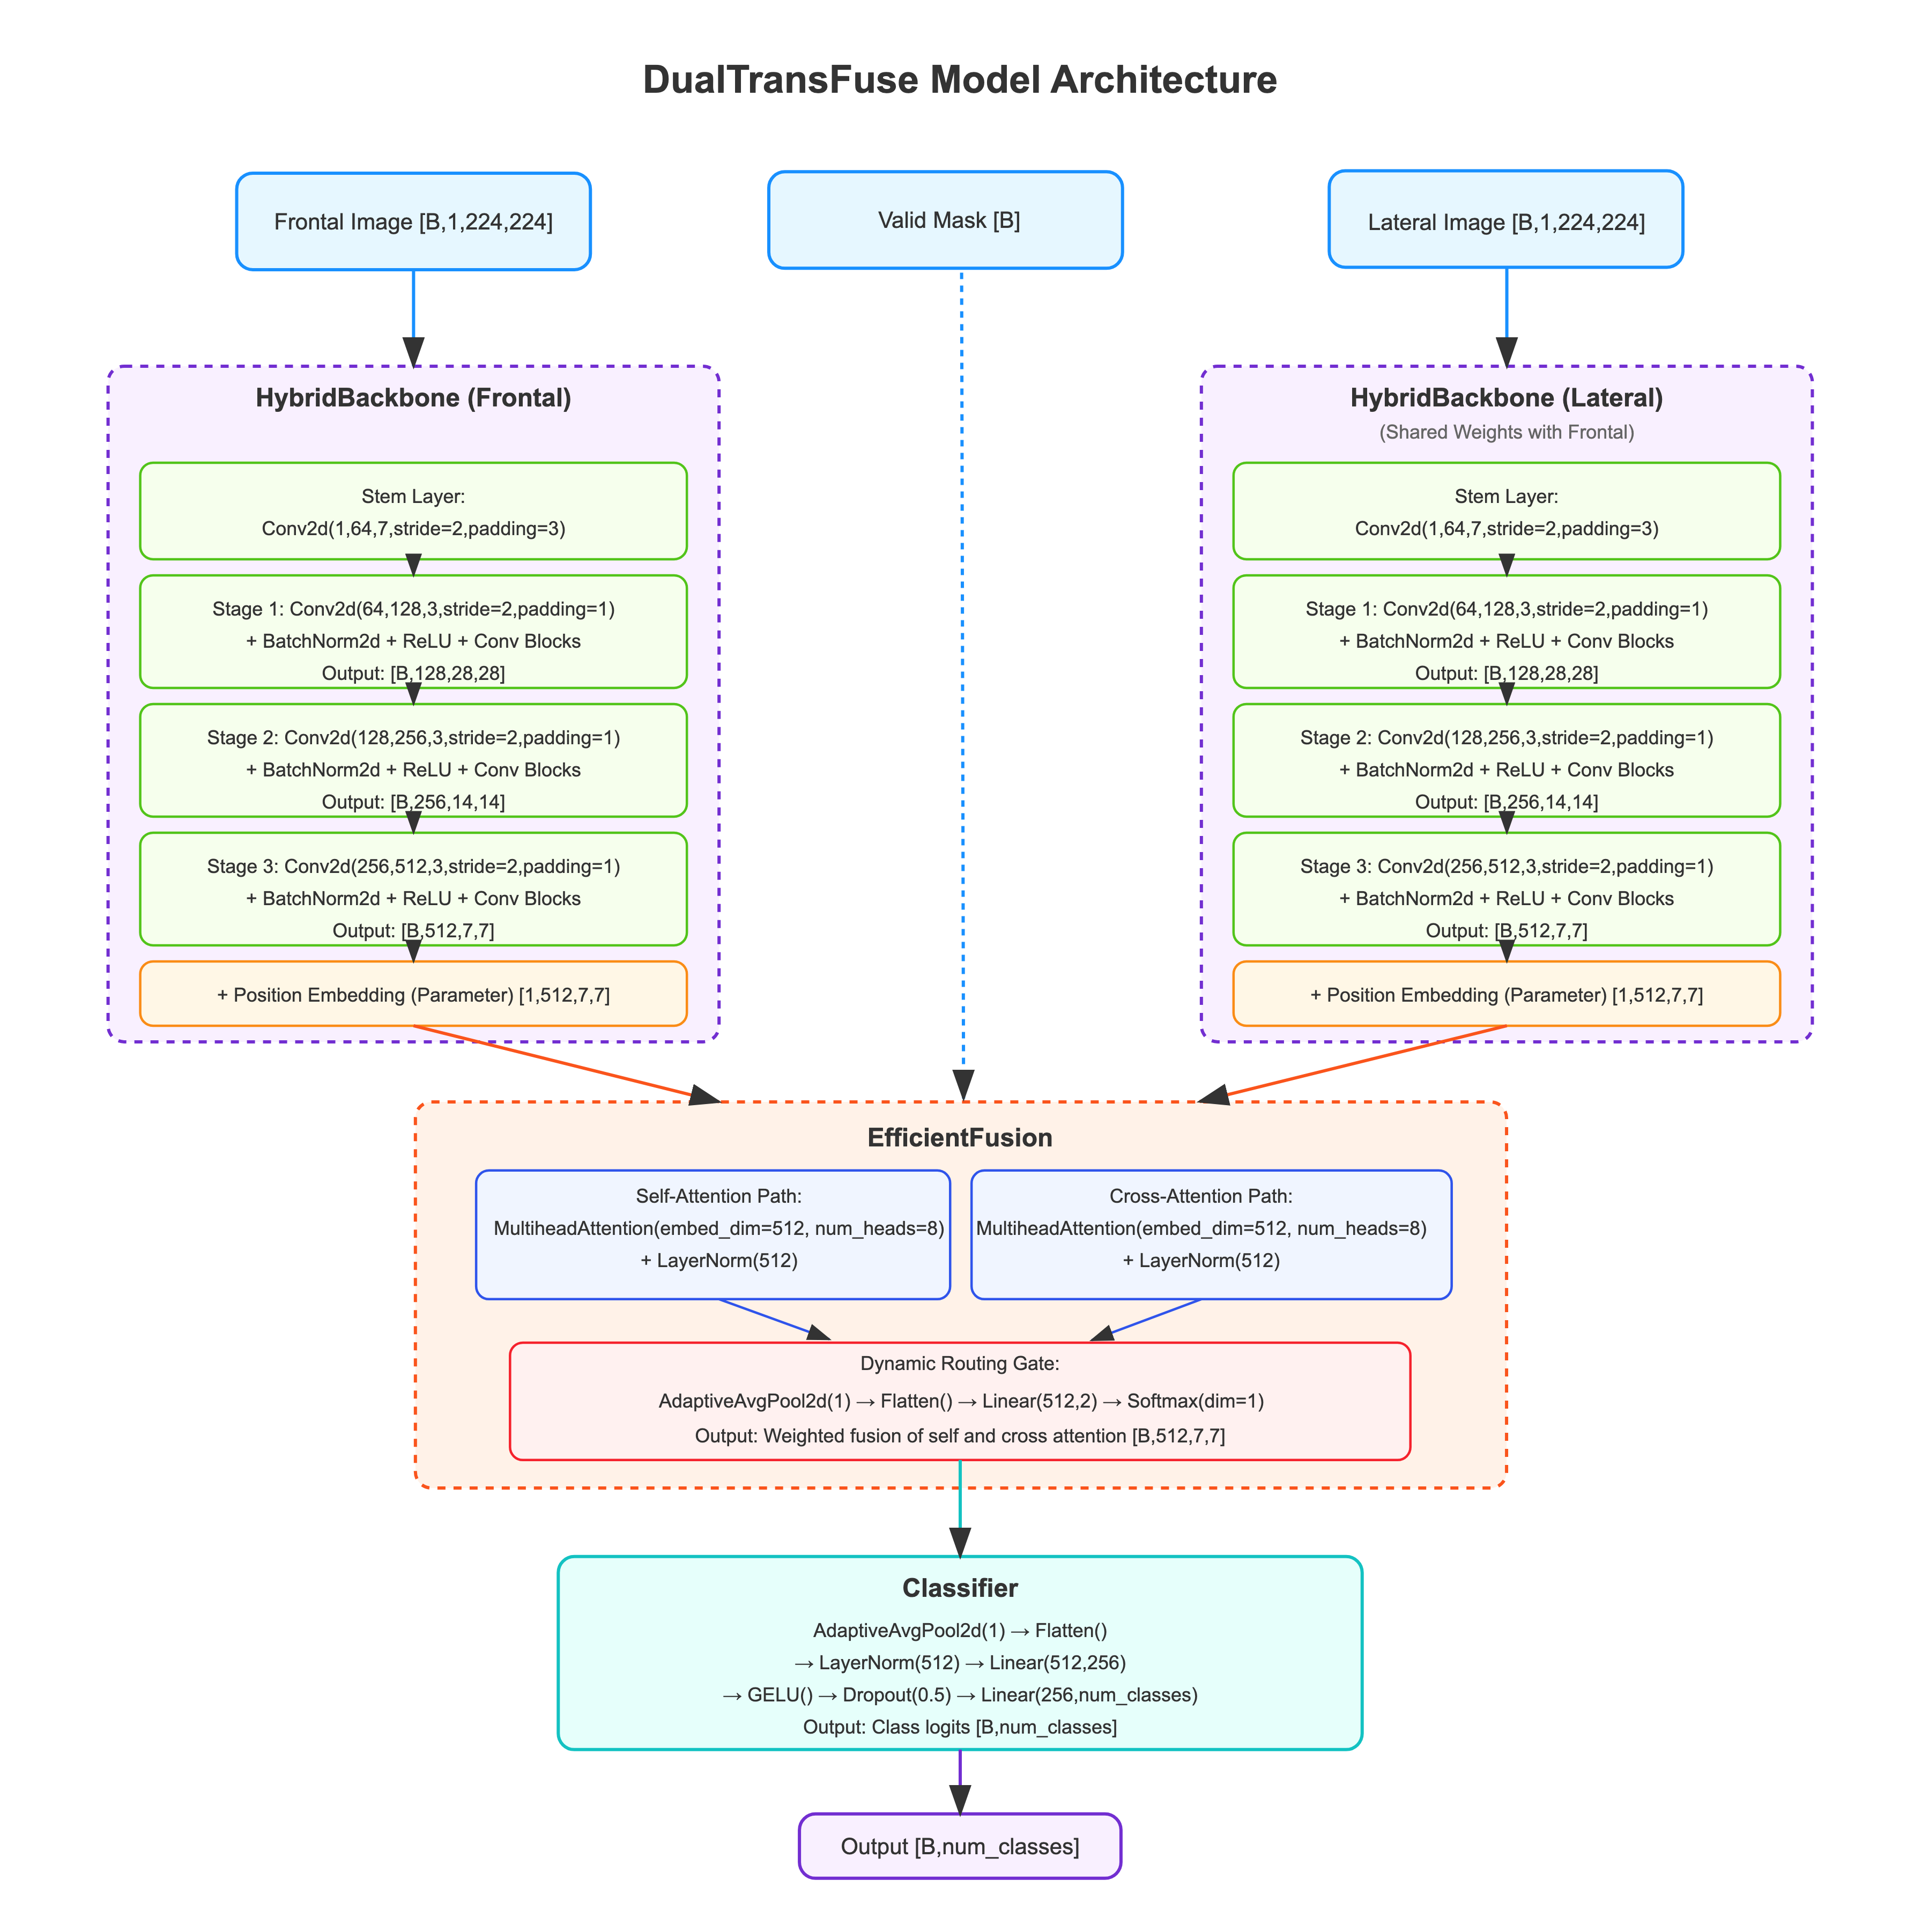 DualTransFuse Model Architecture
Frontal Image [B,1,224,224]
Valid Mask [B]
Lateral Image [B,1,224,224]
HybridBackbone (Frontal)
Stem Layer:
Conv2d(1,64,7,stride=2,padding=3)
Stage 1: Conv2d(64,128,3,stride=2,padding=1)
+ BatchNorm2d + ReLU + Conv Blocks
Output: [B,128,28,28]
Stage 2: Conv2d(128,256,3,stride=2,padding=1)
+ BatchNorm2d + ReLU + Conv Blocks
Output: [B,256,14,14]
Stage 3: Conv2d(256,512,3,stride=2,padding=1)
+ BatchNorm2d + ReLU + Conv Blocks
Output: [B,512,7,7]
+ Position Embedding (Parameter) [1,512,7,7]
HybridBackbone (Lateral)
(Shared Weights with Frontal)
Stem Layer:
Conv2d(1,64,7,stride=2,padding=3)
Stage 1: Conv2d(64,128,3,stride=2,padding=1)
+ BatchNorm2d + ReLU + Conv Blocks
Output: [B,128,28,28]
Stage 2: Conv2d(128,256,3,stride=2,padding=1)
+ BatchNorm2d + ReLU + Conv Blocks
Output: [B,256,14,14]
Stage 3: Conv2d(256,512,3,stride=2,padding=1)
+ BatchNorm2d + ReLU + Conv Blocks
Output: [B,512,7,7]
+ Position Embedding (Parameter) [1,512,7,7]
EfficientFusion
Self-Attention Path:
MultiheadAttention(embed_dim=512, num_heads=8)
+ LayerNorm(512)
Cross-Attention Path:
MultiheadAttention(embed_dim=512, num_heads=8)
+ LayerNorm(512)
Dynamic Routing Gate:
AdaptiveAvgPool2d(1) → Flatten() → Linear(512,2) → Softmax(dim=1)
Output: Weighted fusion of self and cross attention [B,512,7,7]
Classifier
AdaptiveAvgPool2d(1) → Flatten()
→ LayerNorm(512) → Linear(512,256)
→ GELU() → Dropout(0.5) → Linear(256,num_classes)
Output: Class logits [B,num_classes]
Output [B,num_classes]